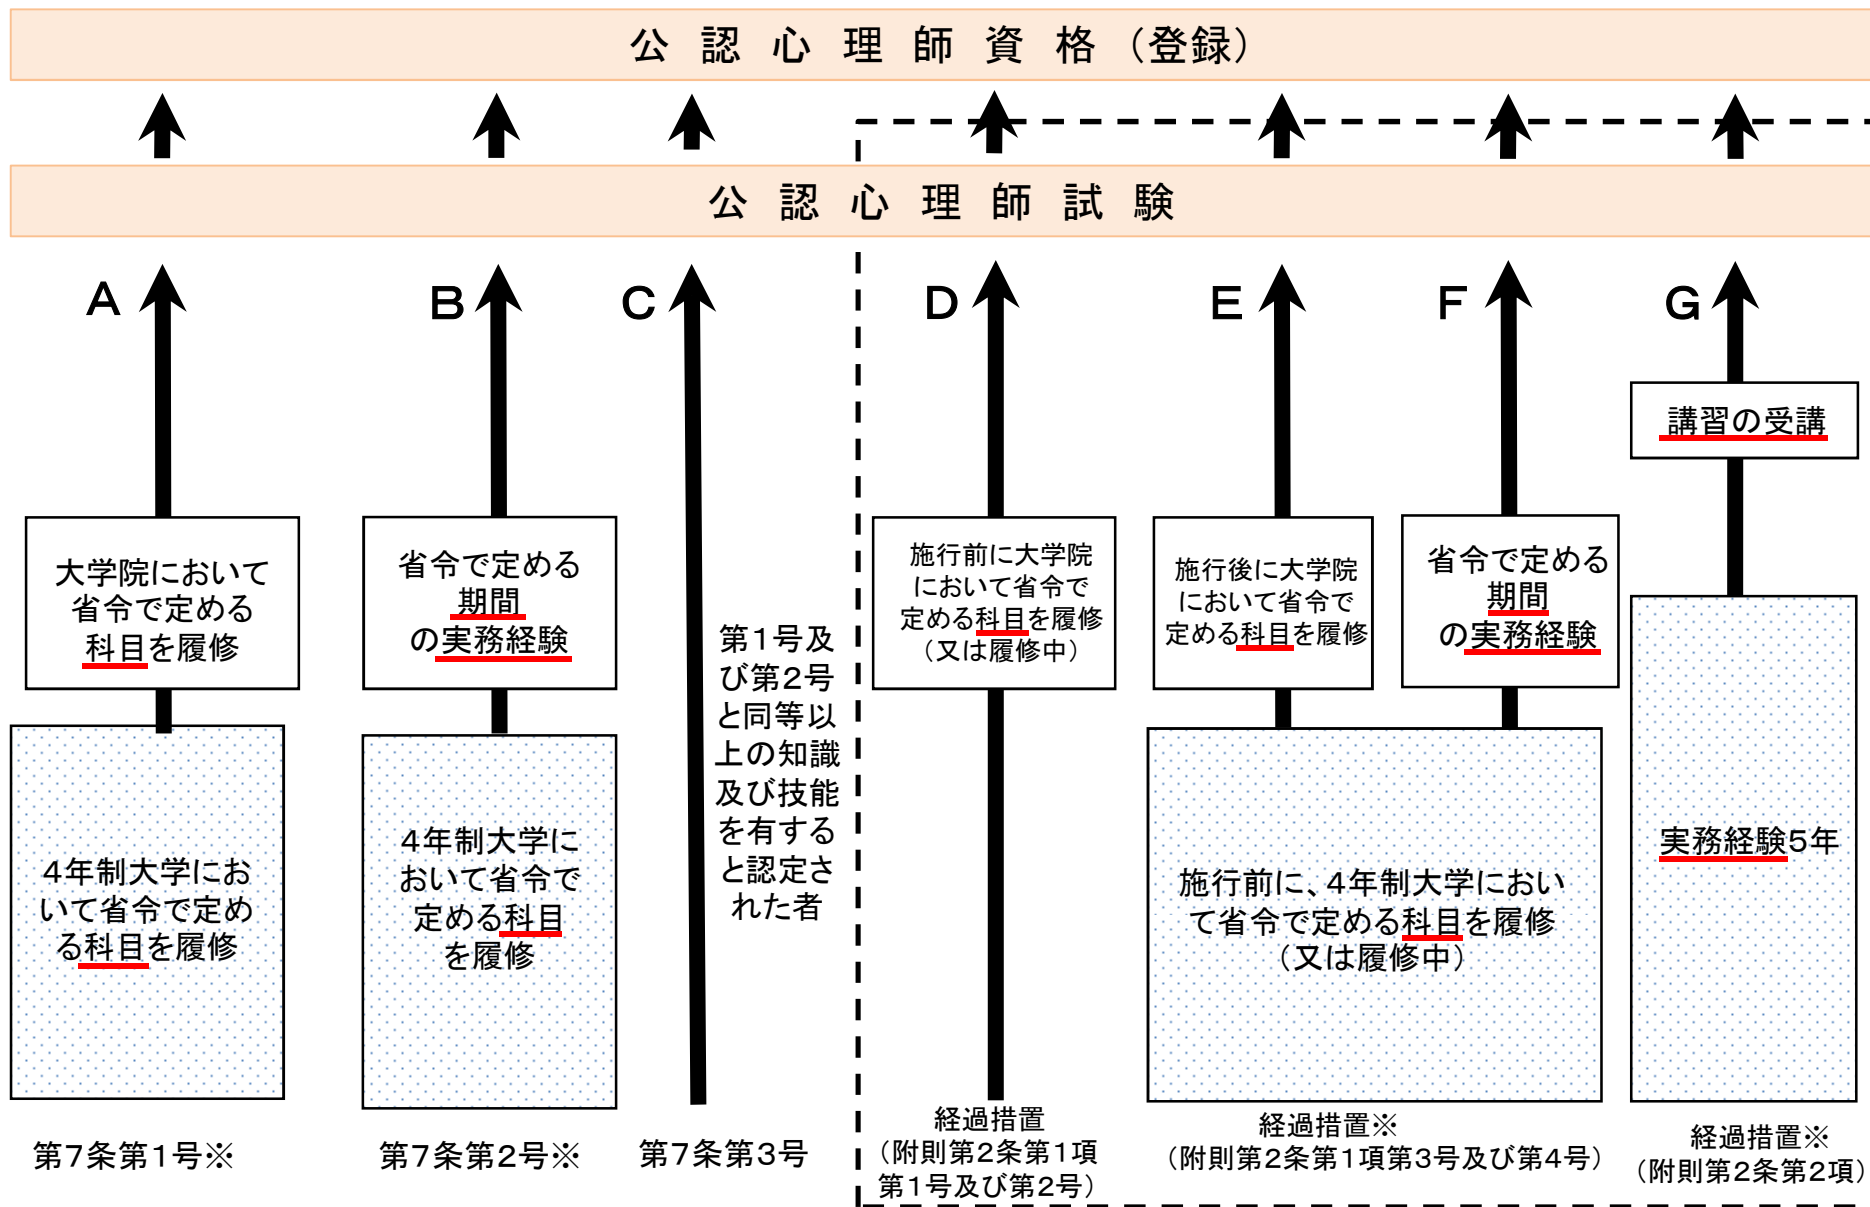 公認心理師資格（登録）
公認心理師試験
A
B
C
D
E
F
G
講習の受講
大学院において
省令で定める
科目を履修
省令で定める
期間
の実務経験
第１号及
び第２号
と同等以
上の知識
及び技能
を有する
と認定さ
れた者
施行前に大学院
において省令で
定める科目を履修
（又は履修中）
施行後に大学院
において省令で
定める科目を履修
省令で定める
期間
の実務経験
４年制大学にお
いて省令で定め
る科目を履修
４年制大学に
おいて省令で
定める科目
を履修
施行前に、４年制大学におい
て省令で定める科目を履修
（又は履修中）
実務経験５年
第７条第１号※
第７条第２号※
第７条第３号
経過措置
（附則第２条第１項
第１号及び第２号）
経過措置※
（附則第２条第１項第３号及び第４号）
経過措置※
（附則第２条第２項）